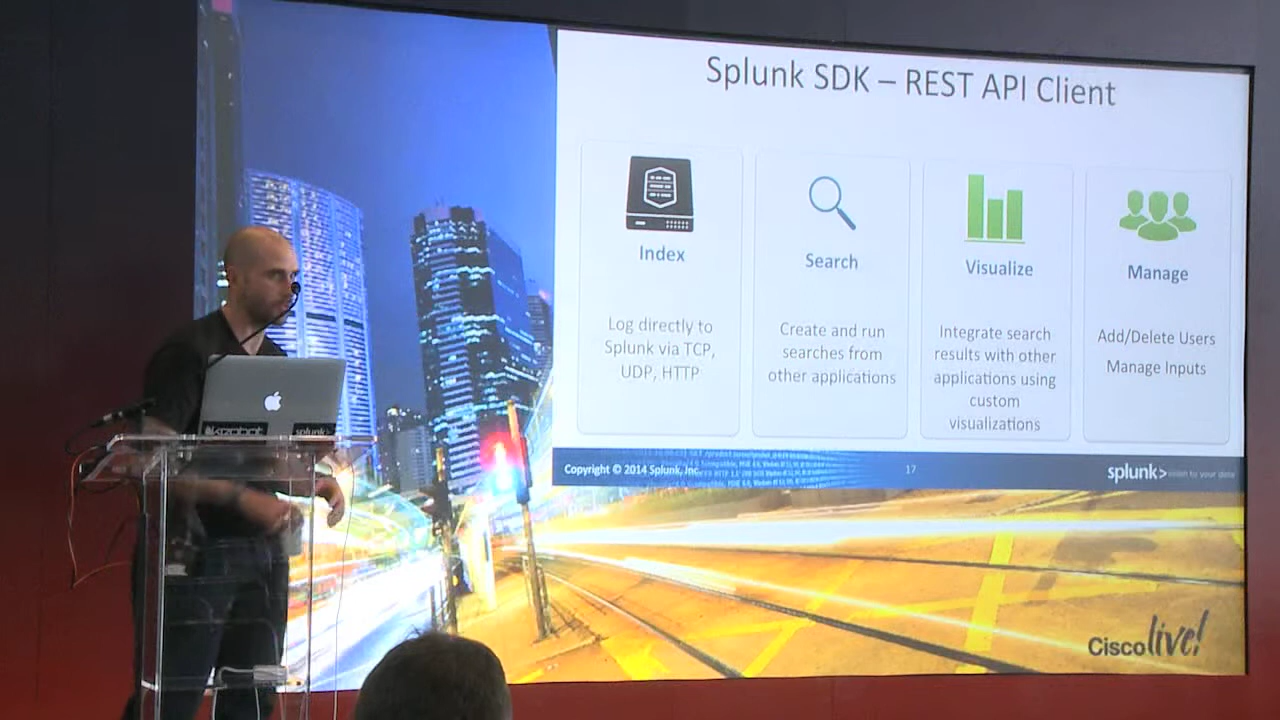 Splunk SDK – REST API Client
Index
Log directly to
Splunk via TCP,
UDP, HTTP
Search
Create and run
searches from
other applications
Visualize
Integrate search
results with other
applications using
custom
visualizations
Manage
Add/Delete Users
Manage Inputs
Copyright © 2014 Splunk, Inc.
17
splunk>
Cisco live!
splunk>